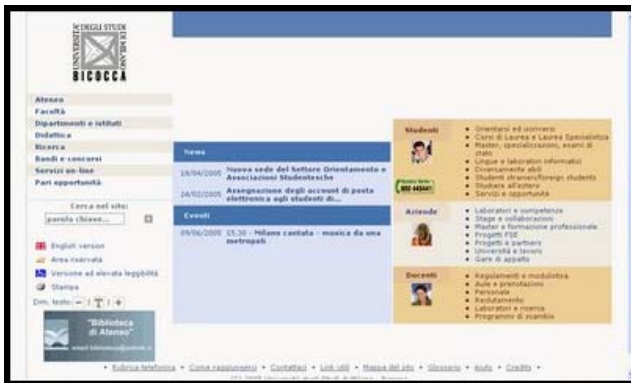 UNIVERSITÀ DEGLI STUDI DI MILANO
BICOCCA
Ateneo
Facoltà
Dipartimenti e istituti
Didattica
Ricerca
Bandi e concorsi
Servizi on-line
Pari opportunità
Cerca nel sito:
parola chiave...
English version
Area riservata
Versione ad elevata leggibilità
Stampa
Dim. testo: - | T | +
"Biblioteca
di Ateneo"
News
18/04/2005 Nuova sede del Settore Orientamento e
Associazioni Studentesche
24/02/2005 Assegnazione degli account di posta
elettronica agli studenti di...
Eventi
09/06/2005 15.30 - Milano cantata - musica da una
metropoli
Studenti
800 445441
Orientarsi ed iscriversi
Corsi di Laurea e Laurea Specialistica
Master, specializzazioni, esami di
stato
Lingue e laboratori informatici
Diversamente abili
Studenti stranieri/foreign students
Studiare all'estero
Servizi e opportunità
Aziende
Laboratori e competenze
Stage e collaborazioni
Master e formazione professionale
Progetti FSE
Progetti e partners
Università e lavoro
Gare di appalto
Docenti
Regolamenti e modulistica
Aule e prenotazioni
Personale
Reclutamento
Laboratori e ricerca
Programmi di scambio
• Rubrica telefonica • Come raggiungerci • Contattaci • Link utili • Mappa del sito • Glossario • Aiuto • Credits •